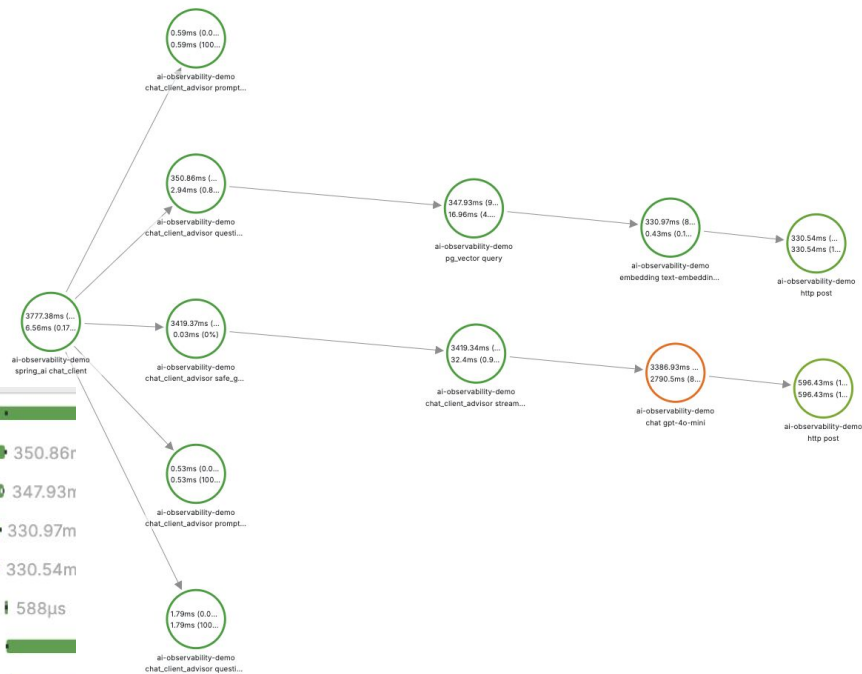 0.59ms (0.0...
0.59ms (100...
ai-observability-demo
chat_client_advisor prompt...
350.86ms (...
2.94ms (0.8...
ai-observability-demo
chat_client_advisor questi...
347.93ms (9...
16.96ms (4....
ai-observability-demo
pg_vector query
330.97ms (8...
0.43ms (0.1...
ai-observability-demo
embedding text-embeddin...
330.54ms (...
330.54ms (1...
ai-observability-demo
http post
3777.38ms (...
6.56ms (0.17...
ai-observability-demo
spring_ai chat_client
3419.37ms (...
0.03ms (0%)
ai-observability-demo
chat_client_advisor safe_g...
3419.34ms (...
32.4ms (0.9...
ai-observability-demo
chat_client_advisor stream...
3386.93ms ...
2790.5ms (8...
ai-observability-demo
chat gpt-4o-mini
596.43ms (1...
596.43ms (1...
ai-observability-demo
http post
0.53ms (0.0...
0.53ms (100...
ai-observability-demo
chat_client_advisor prompt...
1.79ms (0.0...
1.79ms (100...
ai-observability-demo
chat_client_advisor questi...
350.86m
347.93m
330.97m
330.54m
588μs